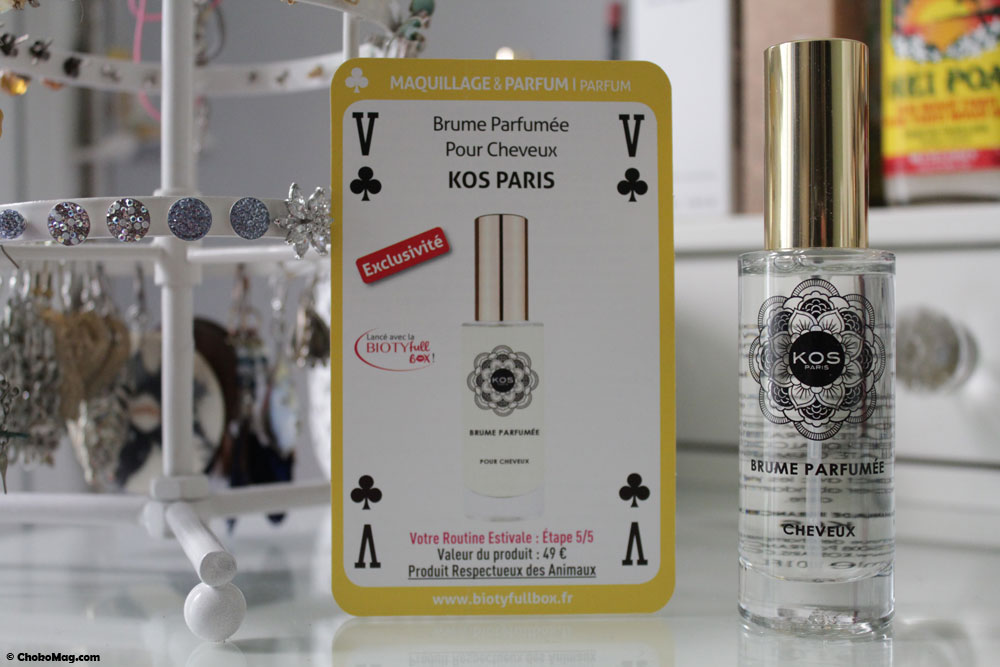 MAQUILLAGE & PARFUM | PARFUM
V
V
Brume Parfumée
Pour Cheveux
KOS PARIS
Exclusivité
Lancé avec la
BIOTYfull
BOX!
KOS
BRUME PARFUMÉE
POUR CHEVEUX
Votre Routine Estivale : Étape 5/5
Valeur du produit : 49 €
Produit Respectueux des Animaux
V
V
www.biotyfullbox.fr
KOS
PARIS
BRUME PARFUMÉE
CHEVEUX
© ChoboMag.com